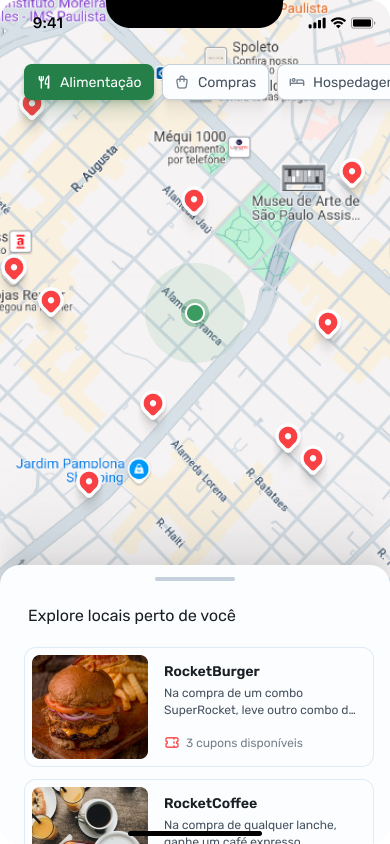 Instituto Moreira
les - IMS Paulista
Paulista
9:41
Spoleto
Confira nosso
Alimentação
Compras
Hospedagem
Méqui 1000
orçamento
por telefone
R. Augusta
Museu de Arte de
São Paulo Assis...
Alameda Jaú
Alameda Franca
Jardim Pamplona
Shopping
Alameda Lorena
R. Batataes
R. Haiti
Explore locais perto de você
RocketBurger
Na compra de um combo
SuperRocket, leve outro combo d...
3 cupons disponíveis
RocketCoffee
Na compra de qualquer lanche,
ganhe um café expresso